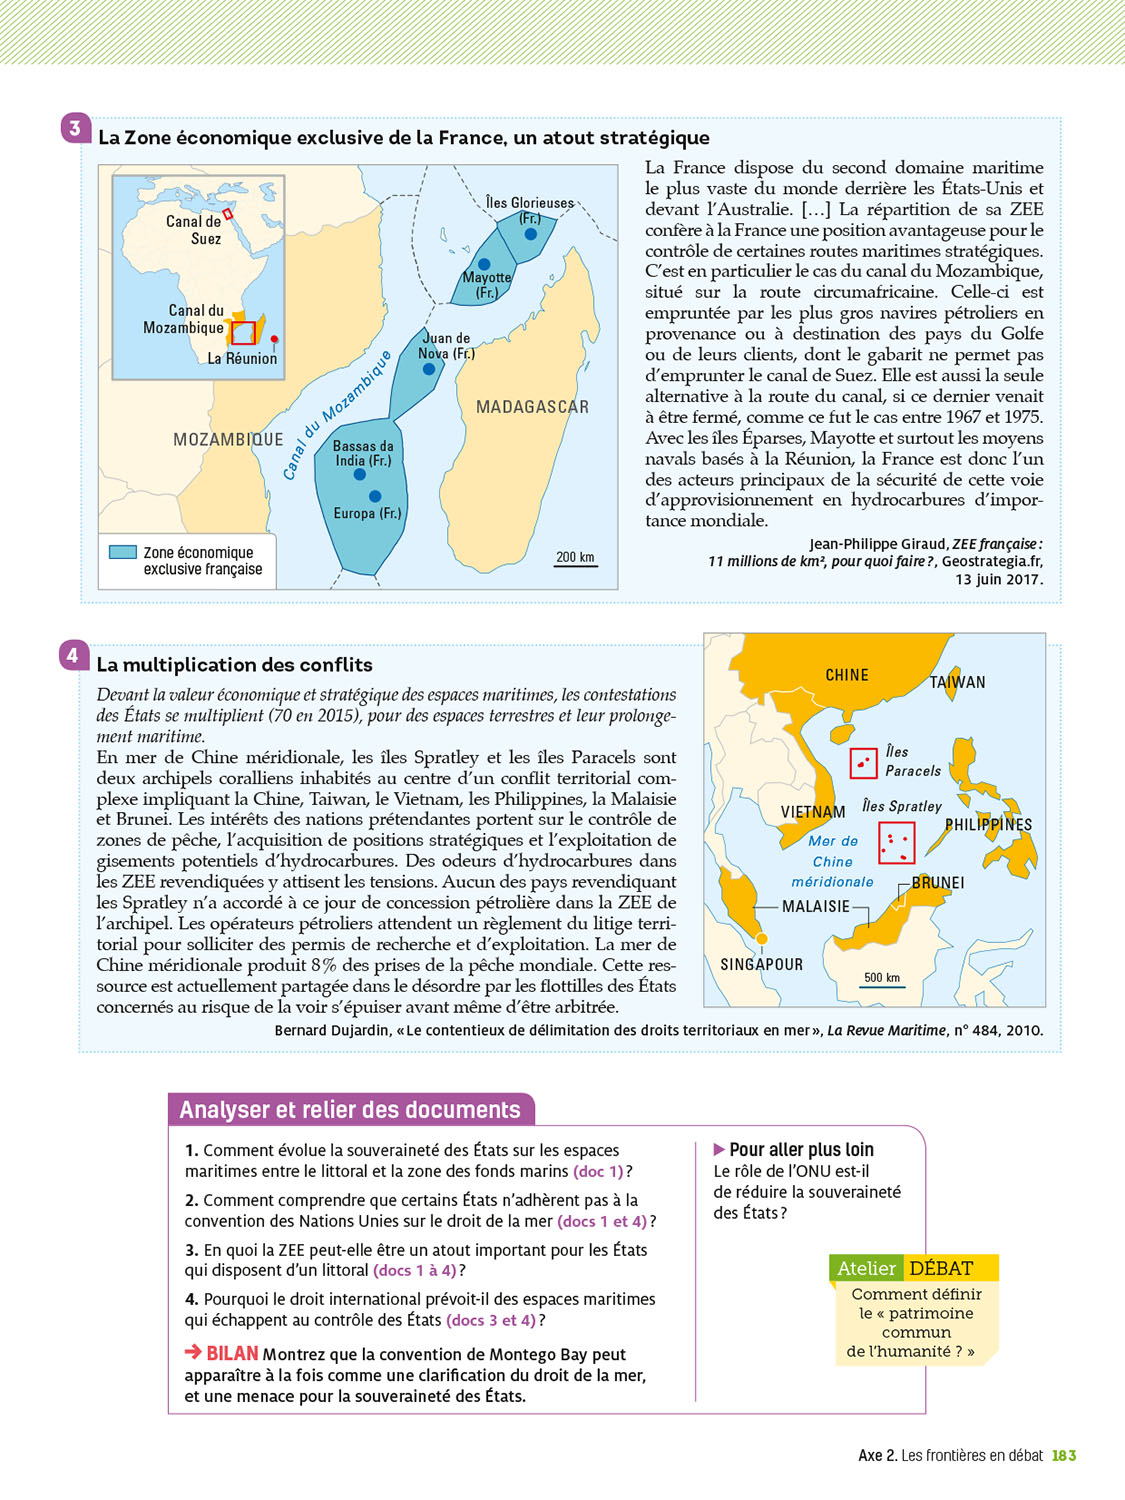 3
La Zone économique exclusive de la France, un atout stratégique
Canal de
Suez
Canal du
Mozambique
La Réunion
Îles Glorieuses
(Fr.)
Mayotte
(Fr.)
Juan de
Nova (Fr.)
Canal du Mozambique
MOZAMBIQUE
MADAGASCAR
Bassas da
India (Fr.)
Europa (Fr.)
Zone économique
exclusive française
200 km
La France dispose du second domaine maritime
le plus vaste du monde derrière les États-Unis et
devant l’Australie. […] La répartition de sa ZEE
confère à la France une position avantageuse pour le
contrôle de certaines routes maritimes stratégiques.
C’est en particulier le cas du canal du Mozambique,
situé sur la route circumafricaine. Celle-ci est
empruntée par les plus gros navires pétroliers en
provenance ou à destination des pays du Golfe
ou de leurs clients, dont le gabarit ne permet pas
d’emprunter le canal de Suez. Elle est aussi la seule
alternative à la route du canal, si ce dernier venait
à être fermé, comme ce fut le cas entre 1967 et 1975.
Avec les îles Éparses, Mayotte et surtout les moyens
navals basés à la Réunion, la France est donc l’un
des acteurs principaux de la sécurité de cette voie
d’approvisionnement en hydrocarbures d’impor-
tance mondiale.
Jean-Philippe Giraud, ZEE française :
11 millions de km², pour quoi faire ?, Geostrategia.fr,
13 juin 2017.
4
La multiplication des conflits
Devant la valeur économique et stratégique des espaces maritimes, les contestations
des États se multiplient (70 en 2015), pour des espaces terrestres et leur prolonge-
ment maritime.
En mer de Chine méridionale, les îles Spratley et les îles Paracels sont
deux archipels coralliens inhabités au centre d’un conflit territorial com-
plexe impliquant la Chine, Taiwan, le Vietnam, les Philippines, la Malaisie
et Brunei. Les intérêts des nations prétendantes portent sur le contrôle de
zones de pêche, l’acquisition de positions stratégiques et l’exploitation de
gisements potentiels d’hydrocarbures. Des odeurs d’hydrocarbures dans
les ZEE revendiquées y attisent les tensions. Aucun des pays revendiquant
les Spratley n’a accordé à ce jour de concession pétrolière dans la ZEE de
l’archipel. Les opérateurs pétroliers attendent un règlement du litige terri-
torial pour solliciter des permis de recherche et d’exploitation. La mer de
Chine méridionale produit 8 % des prises de la pêche mondiale. Cette res-
source est actuellement partagée dans le désordre par les flottilles des États
concernés au risque de la voir s’épuiser avant même d’être arbitrée.
Bernard Dujardin, « Le contentieux de délimitation des droits territoriaux en mer », La Revue Maritime, n° 484, 2010.
CHINE
TAIWAN
Îles
Paracels
VIETNAM
Îles Spratley
PHILIPPINES
Mer de
Chine
méridionale
BRUNEI
MALAISIE
SINGAPOUR
500 km
Analyser et relier des documents
1. Comment évolue la souveraineté des États sur les espaces
maritimes entre le littoral et la zone des fonds marins (doc 1) ?
2. Comment comprendre que certains États n’adhèrent pas à la
convention des Nations Unies sur le droit de la mer (docs 1 et 4) ?
3. En quoi la ZEE peut-elle être un atout important pour les États
qui disposent d’un littoral (docs 1 à 4) ?
4. Pourquoi le droit international prévoit-il des espaces maritimes
qui échappent au contrôle des États (docs 3 et 4) ?
➔ BILAN Montrez que la convention de Montego Bay peut
apparaître à la fois comme une clarification du droit de la mer,
et une menace pour la souveraineté des États.
▶ Pour aller plus loin
Le rôle de l’ONU est-il
de réduire la souveraineté
des États ?
Atelier DÉBAT
Comment définir
le « patrimoine
commun
de l’humanité ? »
Axe 2. Les frontières en débat 183